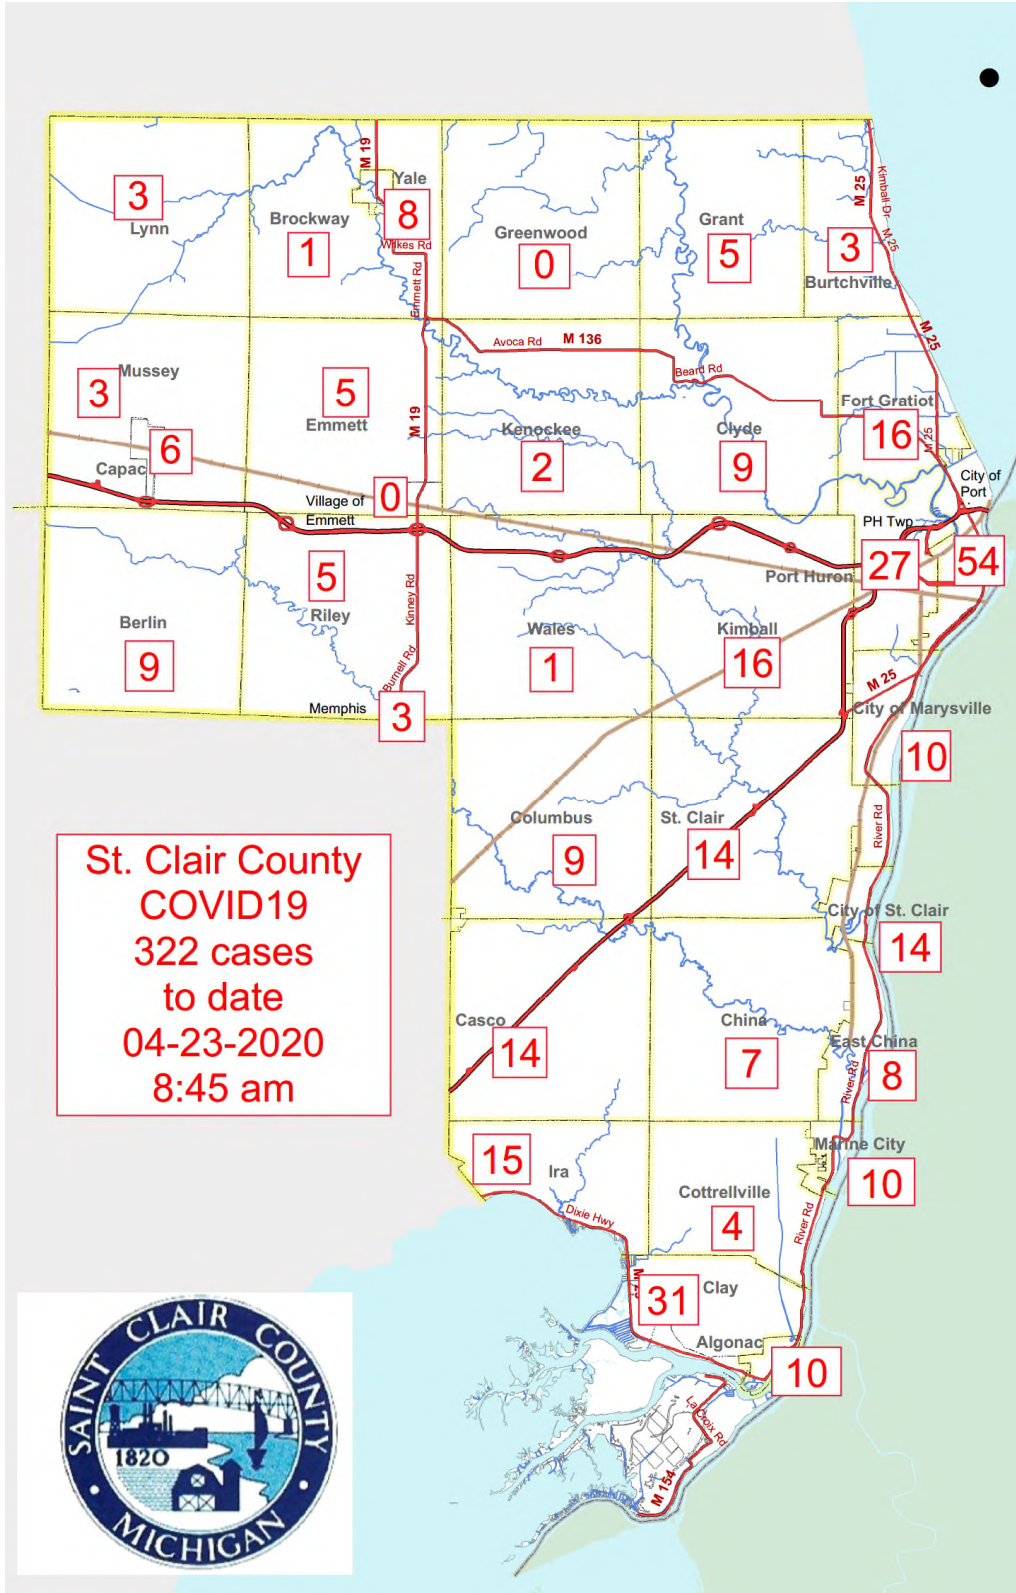 M 19
Yale
8
3
Lynn
Brockway
1
Wilkes Rd
Emmett Rd
Greenwood
0
Grant
5
M 25
Kimball Dr
M 25
3
Burtchville
M 25
Avoca Rd
M 136
Beard Rd
Mussey
3
5
Emmett
M 19
Fort Gratiot
16
M 25
6
Capac
Kenockee
2
Clyde
9
City of
Port
0
Village of
Emmett
PH Twp
Port Huron
27
54
5
Riley
Kinney Rd
Berlin
9
Wales
1
Kimball
16
Burnell Rd
Memphis
3
M 25
City of Marysville
10
Columbus
9
St. Clair
14
River Rd
St. Clair County
COVID19
322 cases
to date
04-23-2020
8:45 am
City of St. Clair
14
Casco
14
China
7
East China
8
River Rd
Marine City
10
15
Ira
Dixie Hwy
Cottrellville
4
River Rd
31
Clay
Algonac
10
La Croix Rd
M 154
SAINT CLAIR COUNTY
1820
MICHIGAN